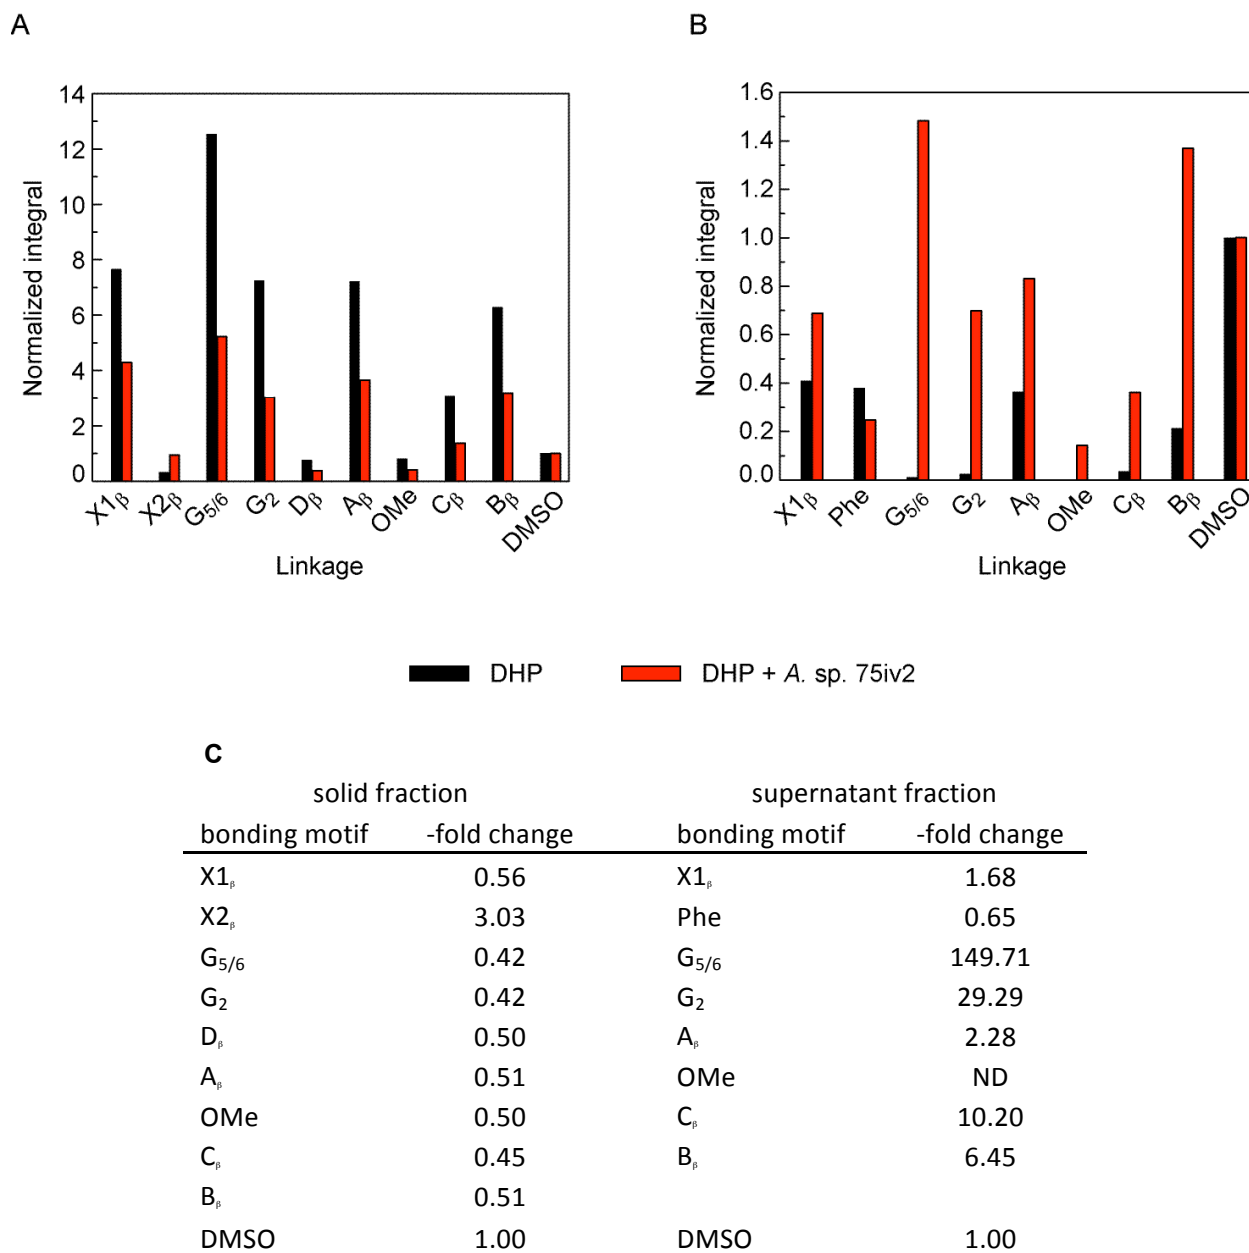 A
B
14
12
10
8
6
4
2
0
Normalized integral
X1β
X2β
G5/6
G2
Dβ
Aβ
OMe
Cβ
Bβ
DMSO
Linkage
1.6
1.4
1.2
1.0
0.8
0.6
0.4
0.2
0.0
Normalized integral
X1β
Phe
G5/6
G2
Aβ
OMe
Cβ
Bβ
DMSO
Linkage
DHP
DHP + A. sp. 75iv2
C
solid fraction supernatant fraction
bonding motif -fold change bonding motif -fold change
X1β 0.56 X1β 1.68
X2β 3.03 Phe 0.65
G5/6 0.42 G5/6 149.71
G2 0.42 G2 29.29
Dβ 0.50 Aβ 2.28
Aβ 0.51 OMe ND
OMe 0.50 Cβ 10.20
Cβ 0.45 Bβ 6.45
Bβ 0.51
DMSO 1.00 DMSO 1.00